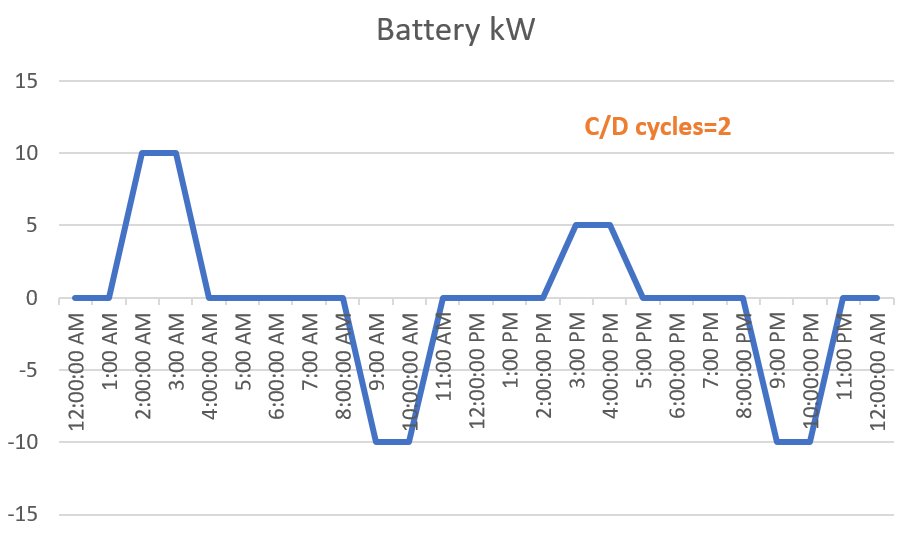 Battery kW
15
C/D cycles=2
10
5
0
-5
-10
-15
12:00:00 AM
1:00 AM
2:00:00 AM
3:00 AM
4:00:00 AM
5:00 AM
6:00:00 AM
7:00 AM
8:00:00 AM
9:00 AM
10:00:00 AM
11:00 AM
12:00:00 PM
1:00 PM
2:00:00 PM
3:00 PM
4:00:00 PM
5:00 PM
6:00:00 PM
7:00 PM
8:00:00 PM
9:00 PM
10:00:00 PM
11:00 PM
12:00:00 AM